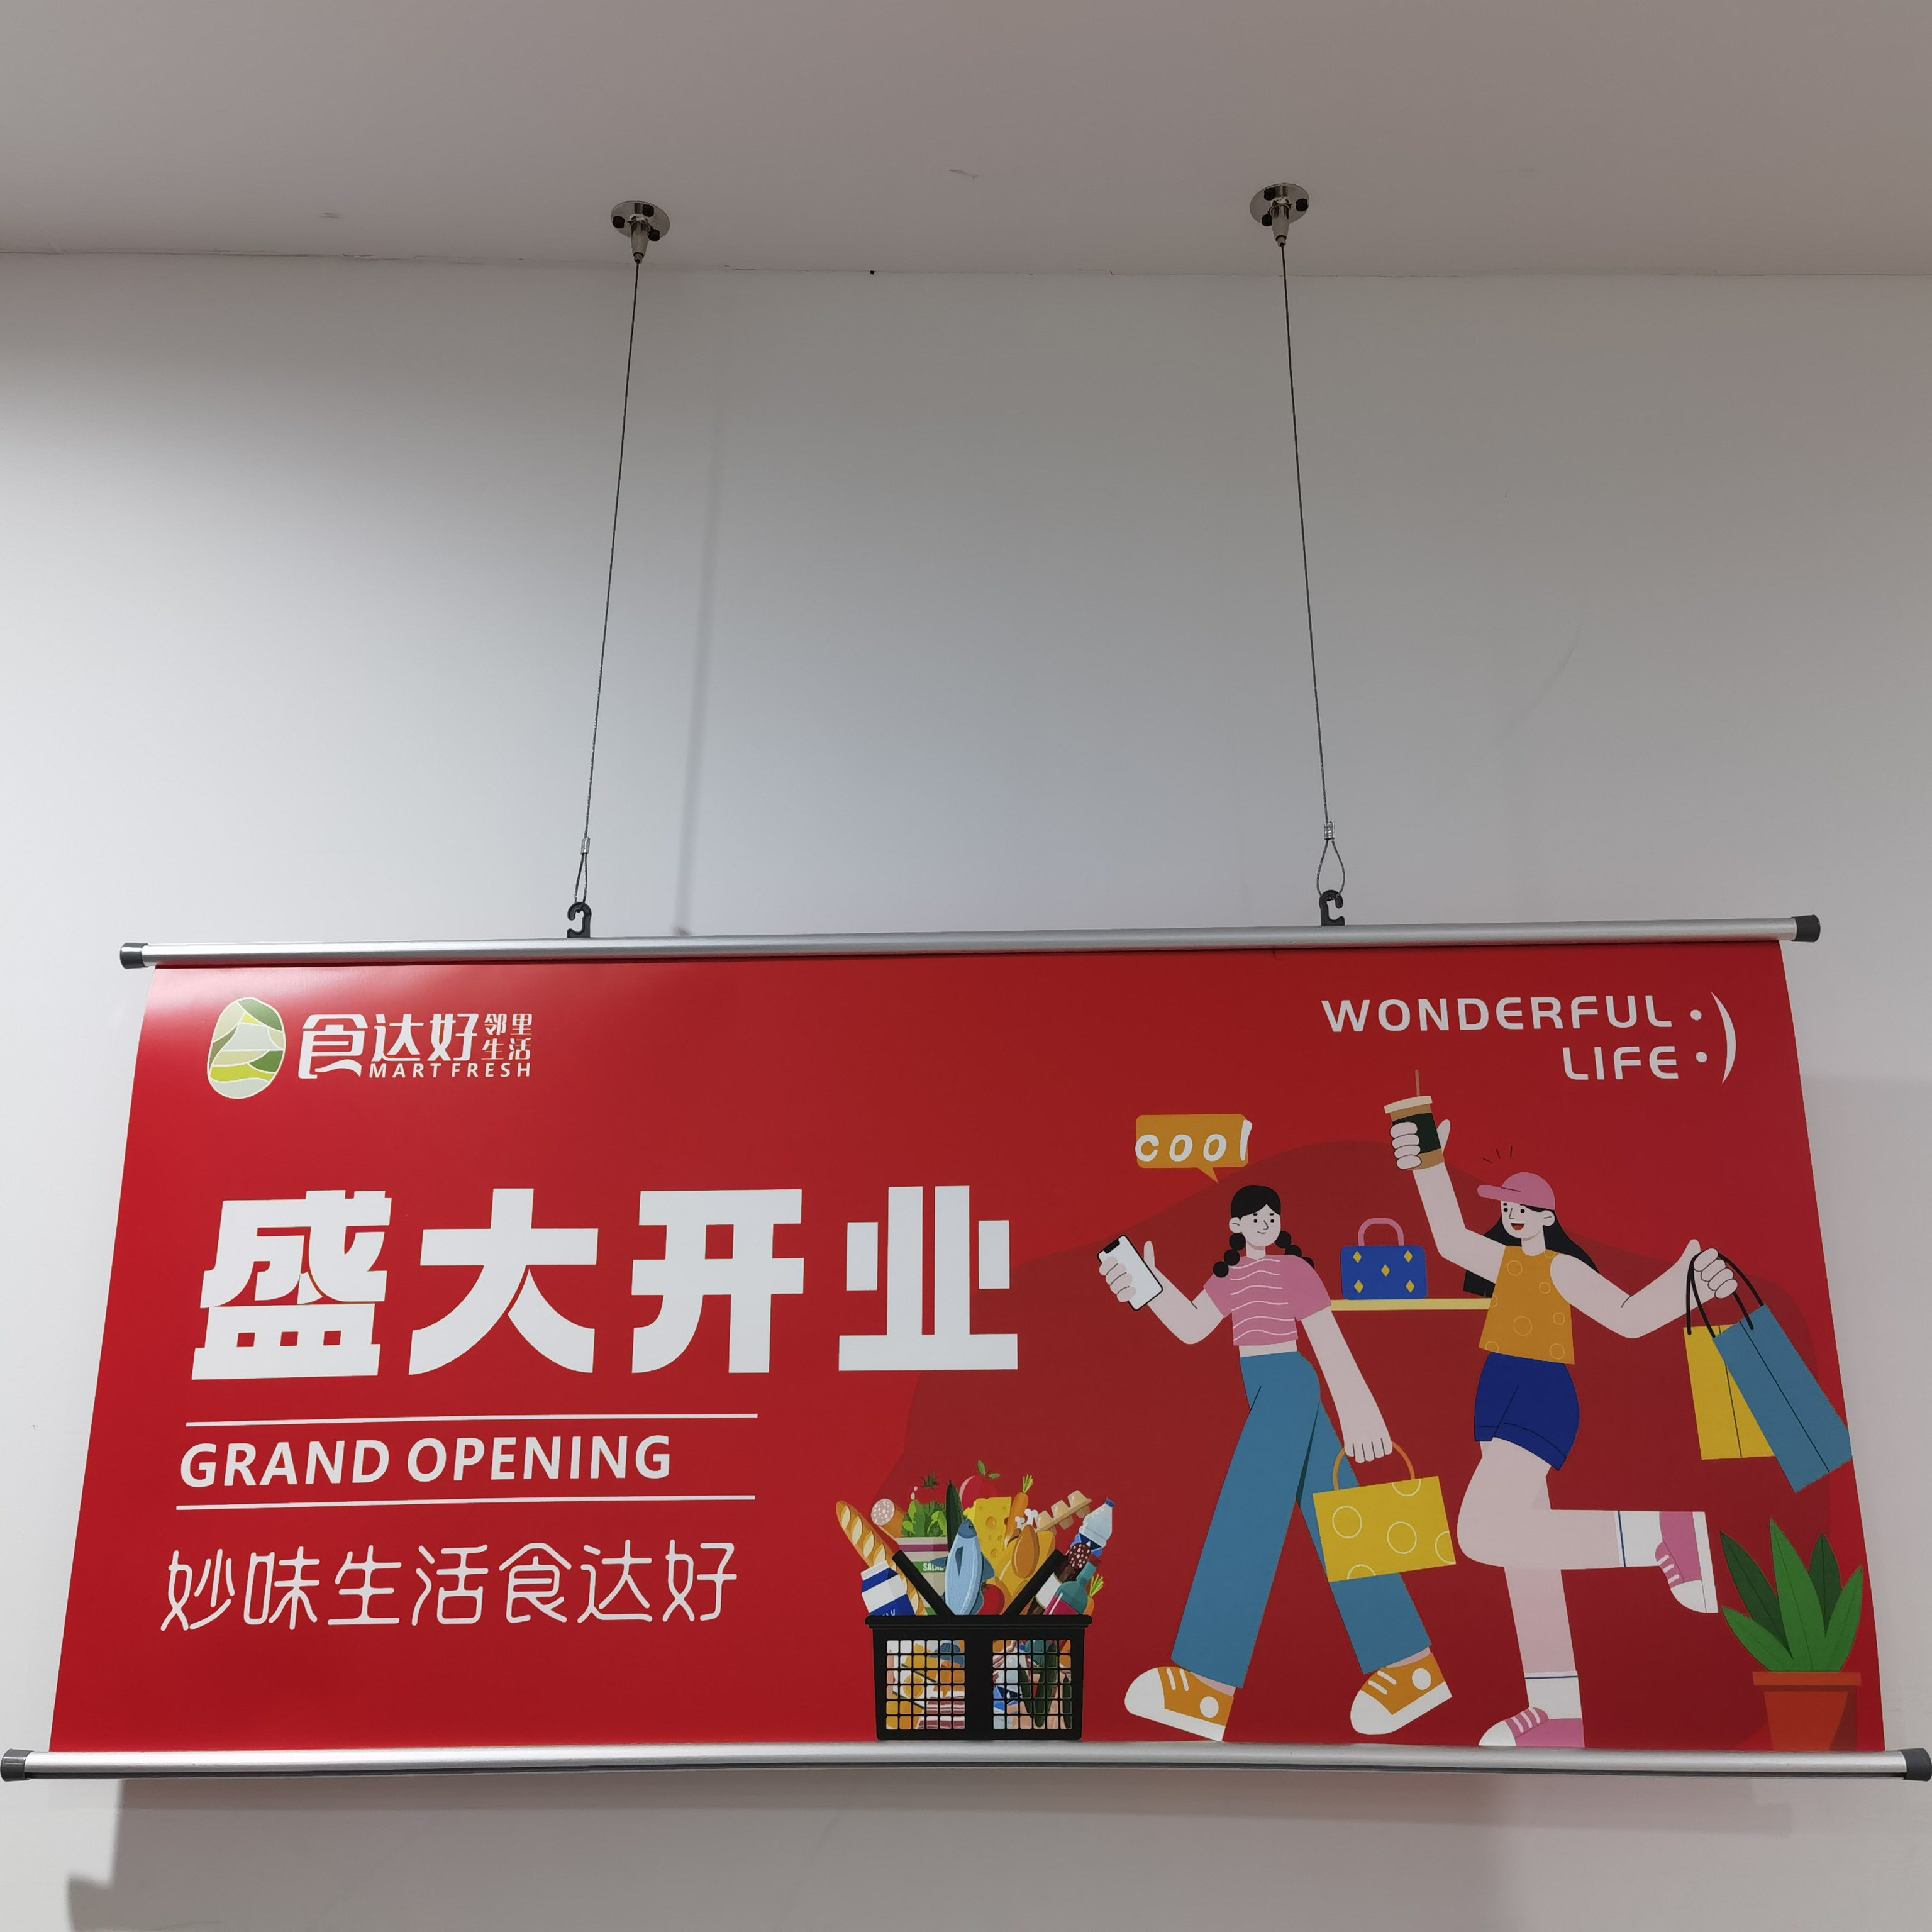 食达好 邻里
生活
MART FRESH
WONDERFUL :)
LIFE
cool
盛大开业
GRAND OPENING
妙味生活食达好